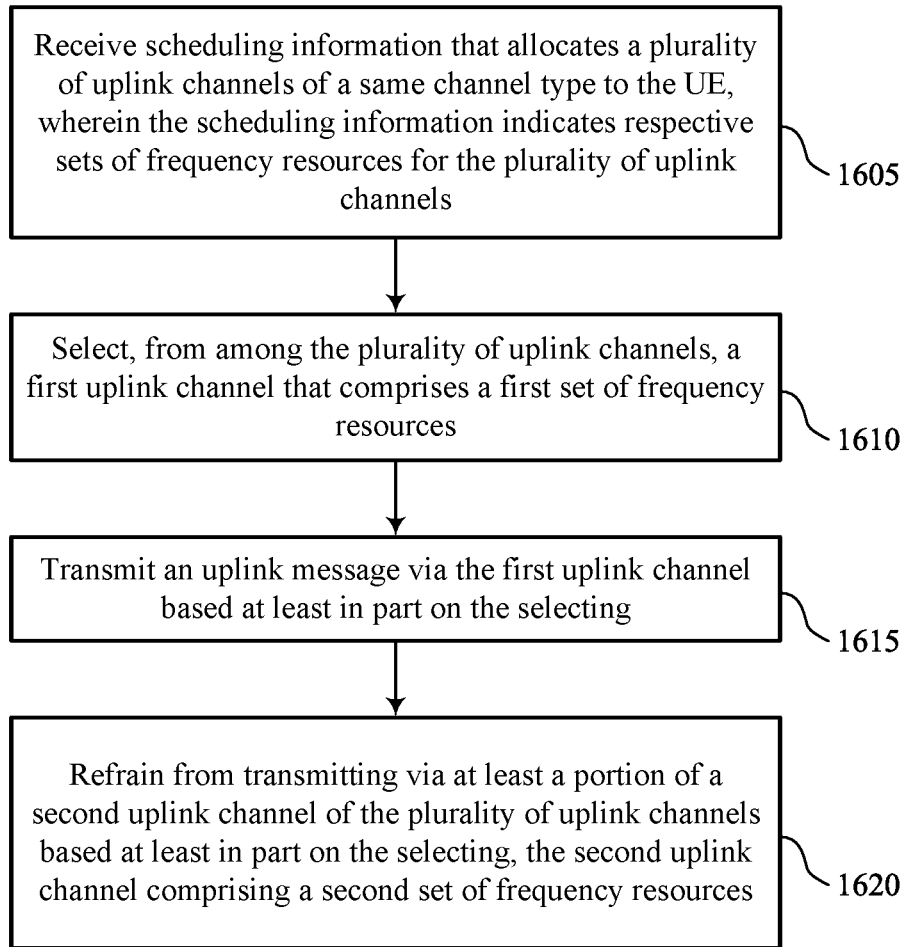 Receive scheduling information that allocates a plurality
of uplink channels of a same channel type to the UE,
wherein the scheduling information indicates respective
sets of frequency resources for the plurality of uplink
channels
1605
Select, from among the plurality of uplink channels, a
first uplink channel that comprises a first set of frequency
resources
1610
Transmit an uplink message via the first uplink channel
based at least in part on the selecting
1615
Refrain from transmitting via at least a portion of a
second uplink channel of the plurality of uplink channels
based at least in part on the selecting, the second uplink
channel comprising a second set of frequency resources
1620